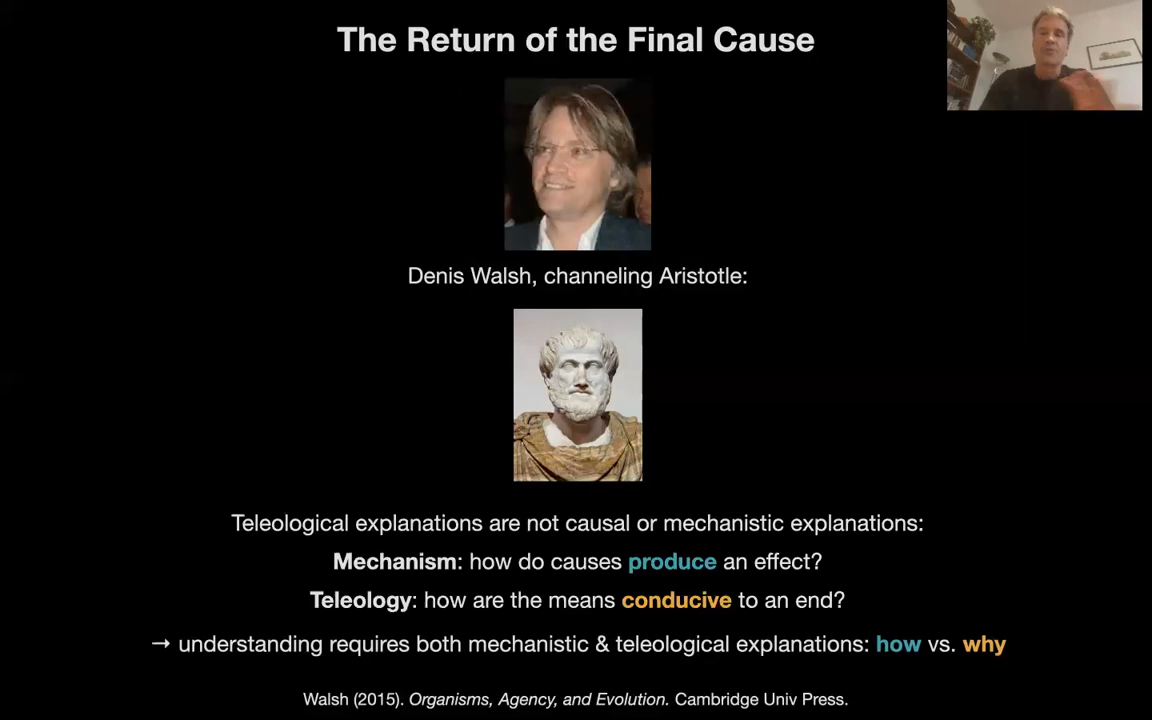 The Return of the Final Cause
Denis Walsh, channeling Aristotle:
Teleological explanations are not causal or mechanistic explanations:
Mechanism: how do causes produce an effect?
Teleology: how are the means conducive to an end?
→ understanding requires both mechanistic & teleological explanations: how vs. why
Walsh (2015). Organisms, Agency, and Evolution. Cambridge Univ Press.